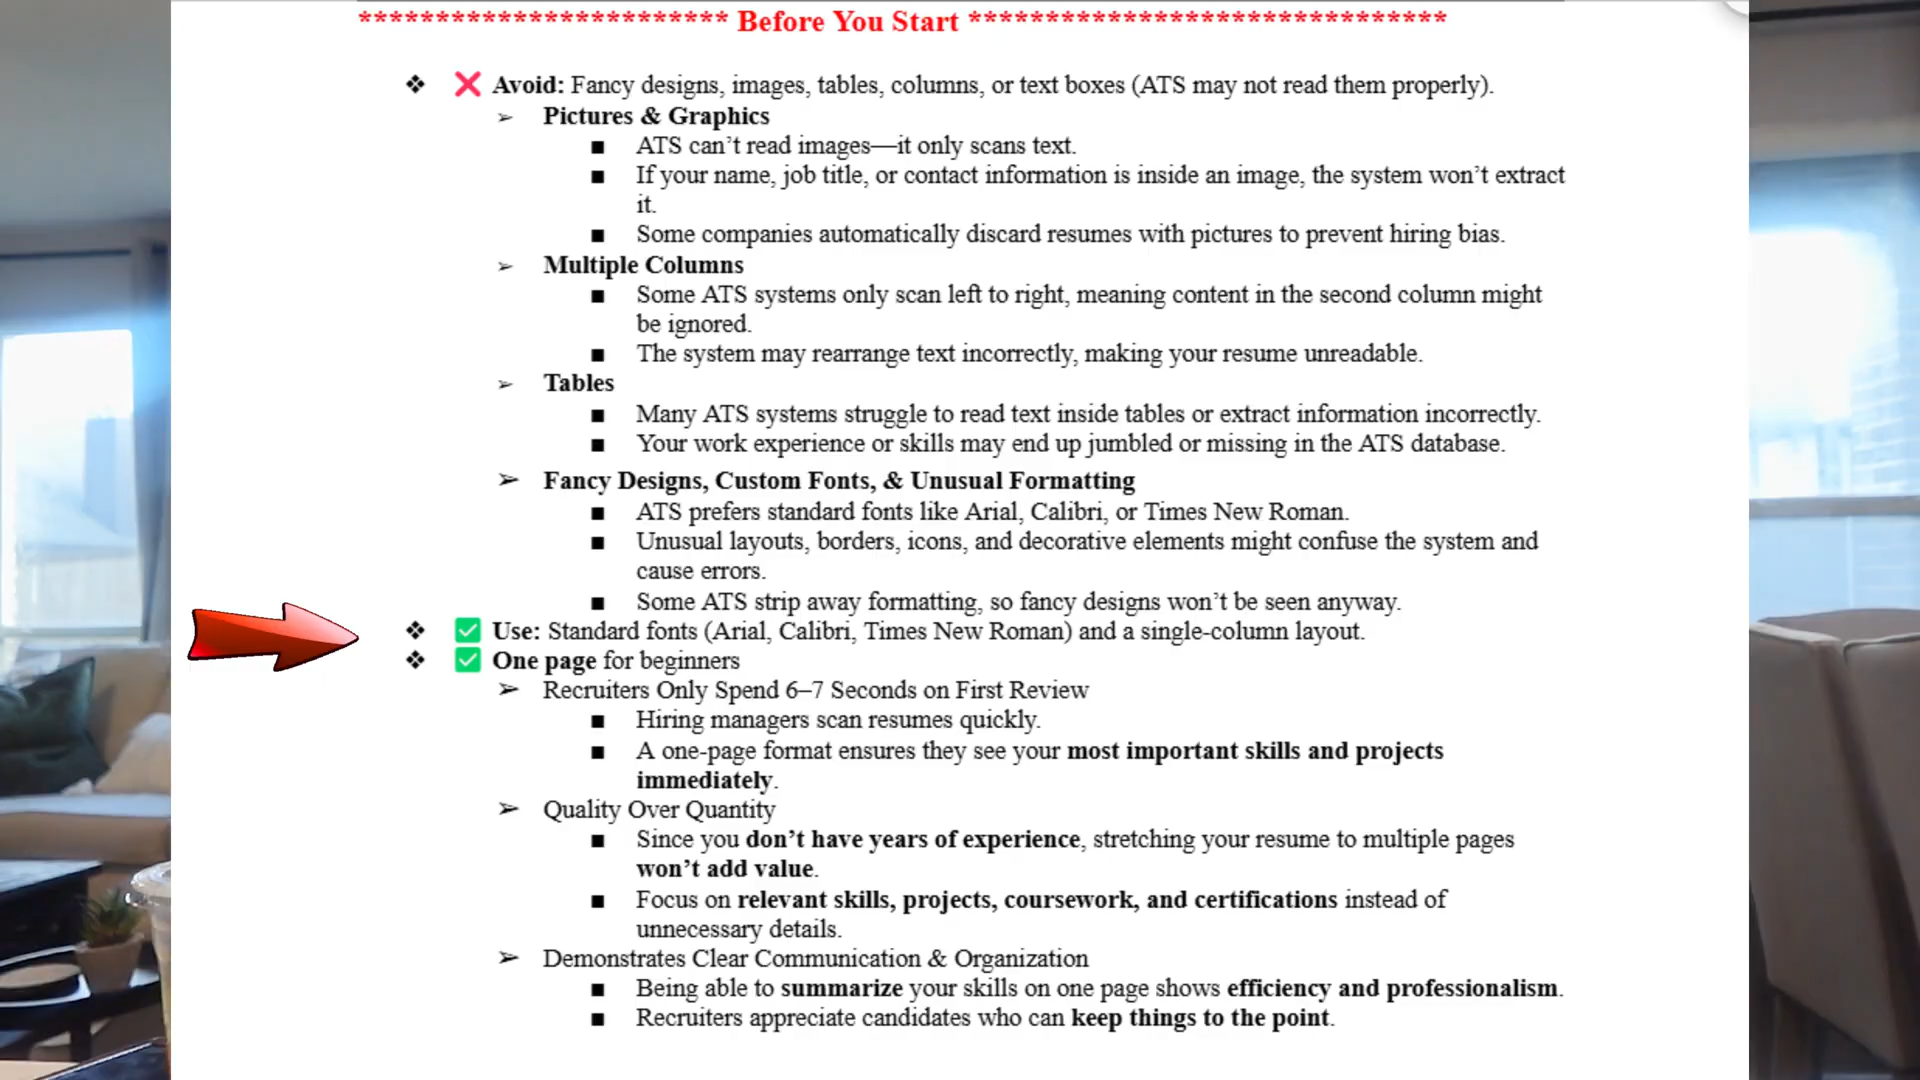 ************************ Before You Start *******************************
❖ ❌ Avoid: Fancy designs, images, tables, columns, or text boxes (ATS may not read them properly).
➢ Pictures & Graphics
■ ATS can’t read images—it only scans text.
■ If your name, job title, or contact information is inside an image, the system won’t extract
it.
■ Some companies automatically discard resumes with pictures to prevent hiring bias.
➢ Multiple Columns
■ Some ATS systems only scan left to right, meaning content in the second column might
be ignored.
■ The system may rearrange text incorrectly, making your resume unreadable.
➢ Tables
■ Many ATS systems struggle to read text inside tables or extract information incorrectly.
■ Your work experience or skills may end up jumbled or missing in the ATS database.
➢ Fancy Designs, Custom Fonts, & Unusual Formatting
■ ATS prefers standard fonts like Arial, Calibri, or Times New Roman.
■ Unusual layouts, borders, icons, and decorative elements might confuse the system and
cause errors.
■ Some ATS strip away formatting, so fancy designs won’t be seen anyway.
❖ ✅ Use: Standard fonts (Arial, Calibri, Times New Roman) and a single-column layout.
❖ ✅ One page for beginners
➢ Recruiters Only Spend 6–7 Seconds on First Review
■ Hiring managers scan resumes quickly.
■ A one-page format ensures they see your most important skills and projects
immediately.
➢ Quality Over Quantity
■ Since you don’t have years of experience, stretching your resume to multiple pages
won’t add value.
■ Focus on relevant skills, projects, coursework, and certifications instead of
unnecessary details.
➢ Demonstrates Clear Communication & Organization
■ Being able to summarize your skills on one page shows efficiency and professionalism.
■ Recruiters appreciate candidates who can keep things to the point.